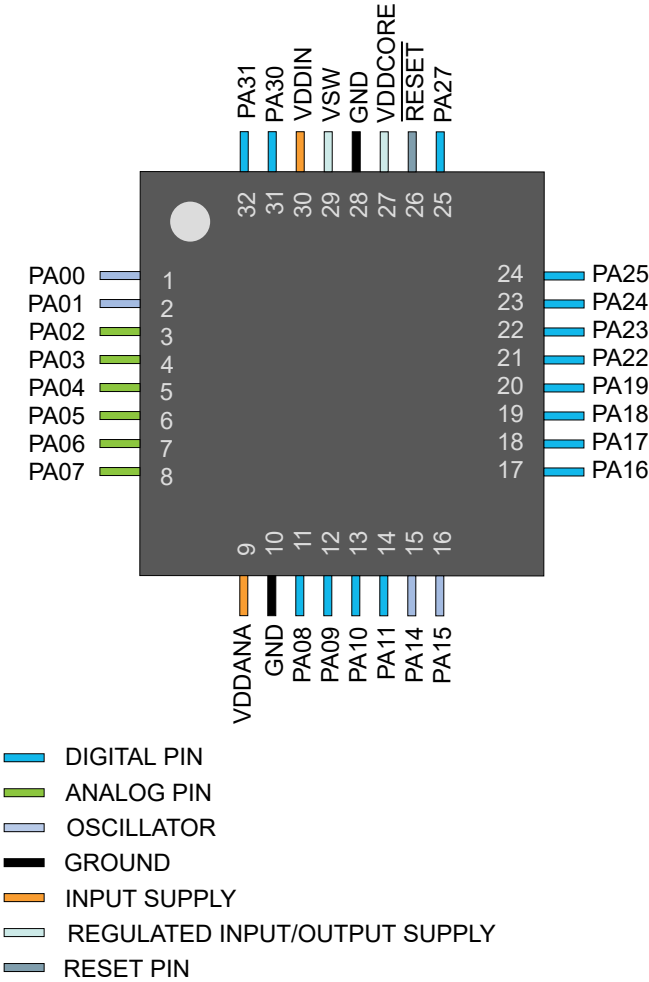 PA31
PA30
VDDIN
VSW
GND
VDDCORE
RESET
PA27
32
31
30
29
28
27
26
25
PA00 1
PA01 2
PA02 3
PA03 4
PA04 5
PA05 6
PA06 7
PA07 8
24 PA25
23 PA24
22 PA23
21 PA22
20 PA19
19 PA18
18 PA17
17 PA16
9
10
11
12
13
14
15
16
VDDANA
GND
PA08
PA09
PA10
PA11
PA14
PA15
DIGITAL PIN
ANALOG PIN
OSCILLATOR
GROUND
INPUT SUPPLY
REGULATED INPUT/OUTPUT SUPPLY
RESET PIN